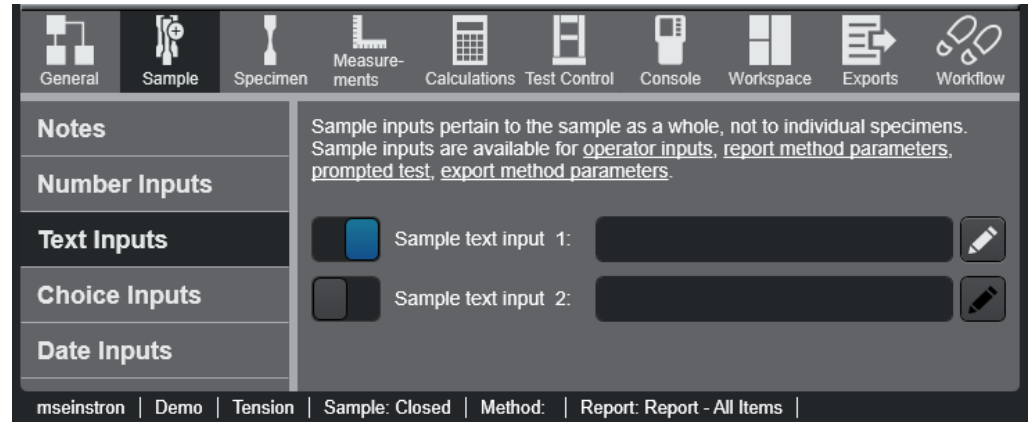 General
Sample
Specimen
Measure-
ments
Calculations
Test Control
Console
Workspace
Exports
Workflow
Notes
Number Inputs
Text Inputs
Choice Inputs
Date Inputs
Sample inputs pertain to the sample as a whole, not to individual specimens.
Sample inputs are available for operator inputs, report method parameters,
prompted test, export method parameters.
Sample text input 1:
Sample text input 2:
mseinstron | Demo | Tension | Sample: Closed | Method: | Report: Report - All Items |